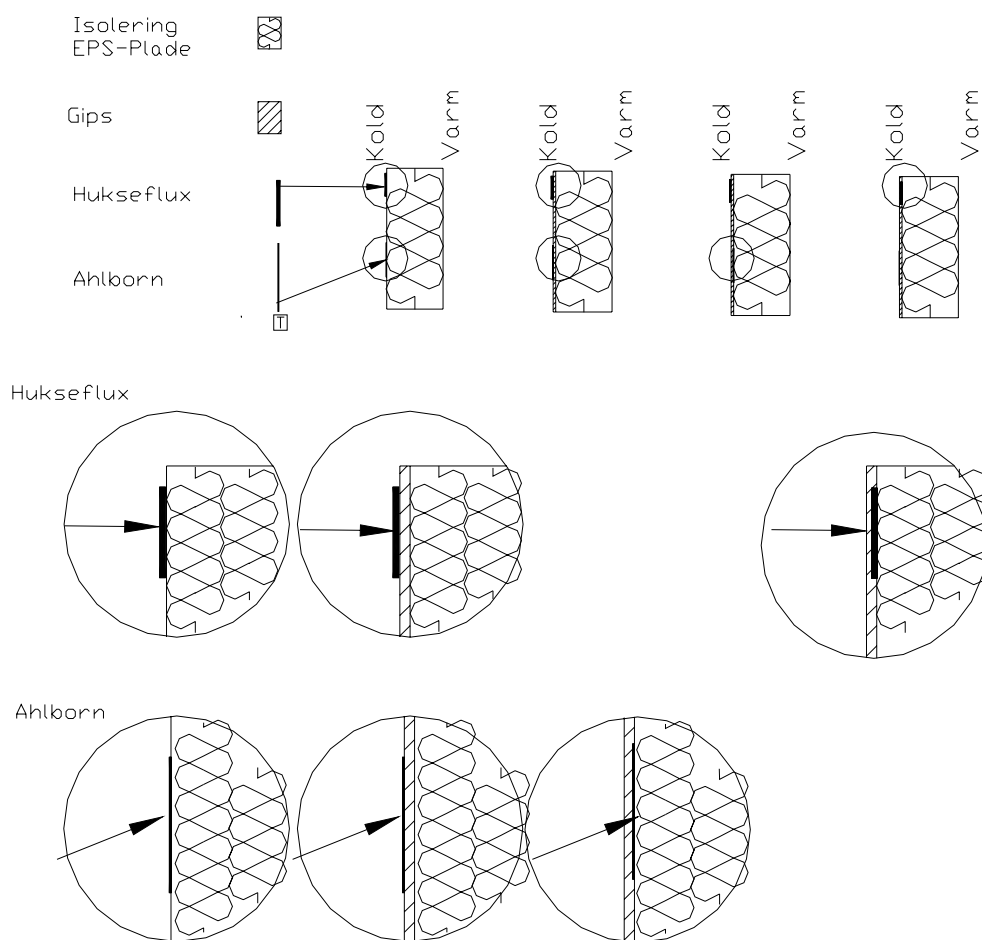 Isolering
EPS-Plade
Gips
Kold
Varm
Kold
Varm
Kold
Varm
Kold
Varm
Hukseflux
Ahlborn
T
Hukseflux
Ahlborn